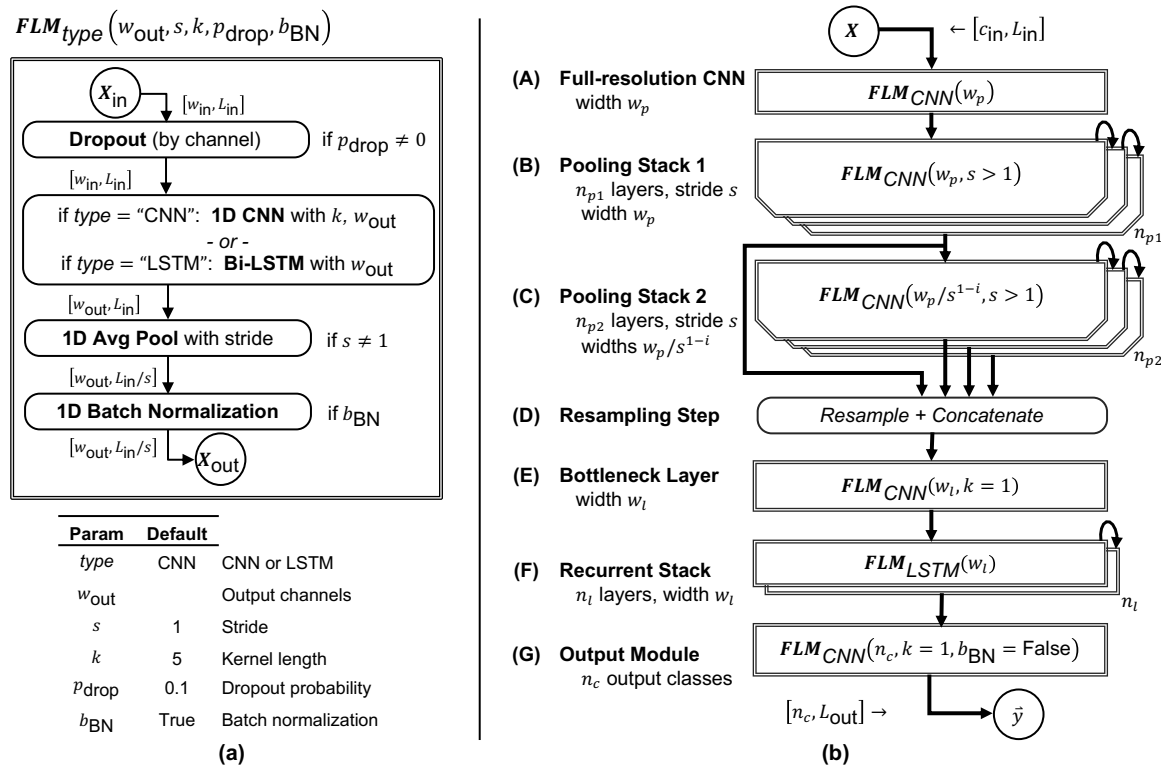 FLM_type(w_out, s, k, p_drop, b_BN)
X_in
[w_in, L_in]
Dropout (by channel)
if p_drop ≠ 0
[w_in, L_in]
if type = “CNN”: 1D CNN with k, w_out
- or -
if type = “LSTM”: Bi-LSTM with w_out
[w_out, L_in]
1D Avg Pool with stride
if s ≠ 1
[w_out, L_in/s]
1D Batch Normalization
if b_BN
[w_out, L_in/s]
X_out
Param Default
type CNN CNN or LSTM
w_out Output channels
s 1 Stride
k 5 Kernel length
p_drop 0.1 Dropout probability
b_BN True Batch normalization
(a)
X
← [c_in, L_in]
(A) Full-resolution CNN
width w_p
FLM_CNN(w_p)
(B) Pooling Stack 1
n_p1 layers, stride s
width w_p
FLM_CNN(w_p, s > 1)
n_p1
(C) Pooling Stack 2
n_p2 layers, stride s
widths w_p/s^{1−i}
FLM_CNN(w_p/s^{1−i}, s > 1)
n_p2
(D) Resampling Step
Resample + Concatenate
(E) Bottleneck Layer
width w_l
FLM_CNN(w_l, k = 1)
(F) Recurrent Stack
n_l layers, width w_l
FLM_LSTM(w_l)
n_l
(G) Output Module
n_c output classes
FLM_CNN(n_c, k = 1, b_BN = False)
[n_c, L_out] →
y⃗
(b)